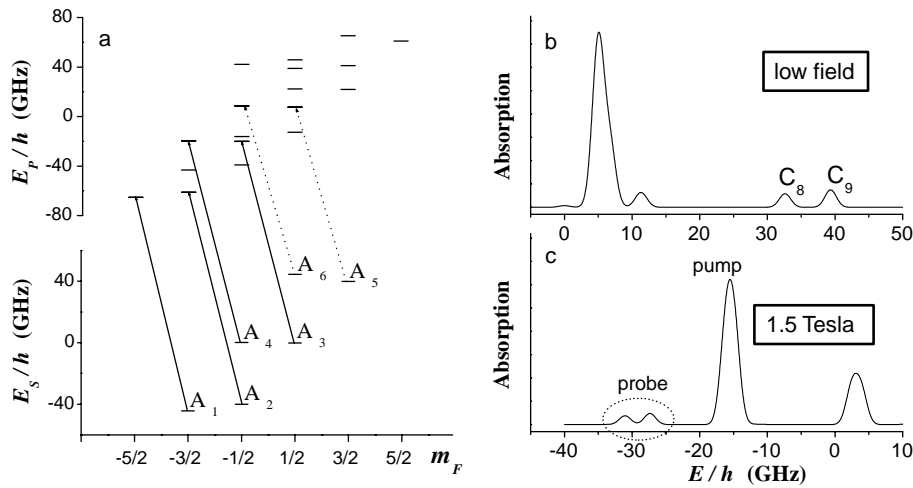 a
E_P / h (GHz)
80
40
0
-40
-80
E_S / h (GHz)
40
0
-40
A_6
A_5
A_4
A_3
A_1
A_2
-5/2 -3/2 -1/2 1/2 3/2 5/2 m_F
b
low field
Absorption
C_8
C_9
0 10 20 30 40 50
c
pump
1.5 Tesla
Absorption
probe
-40 -30 -20 -10 0 10
E / h (GHz)